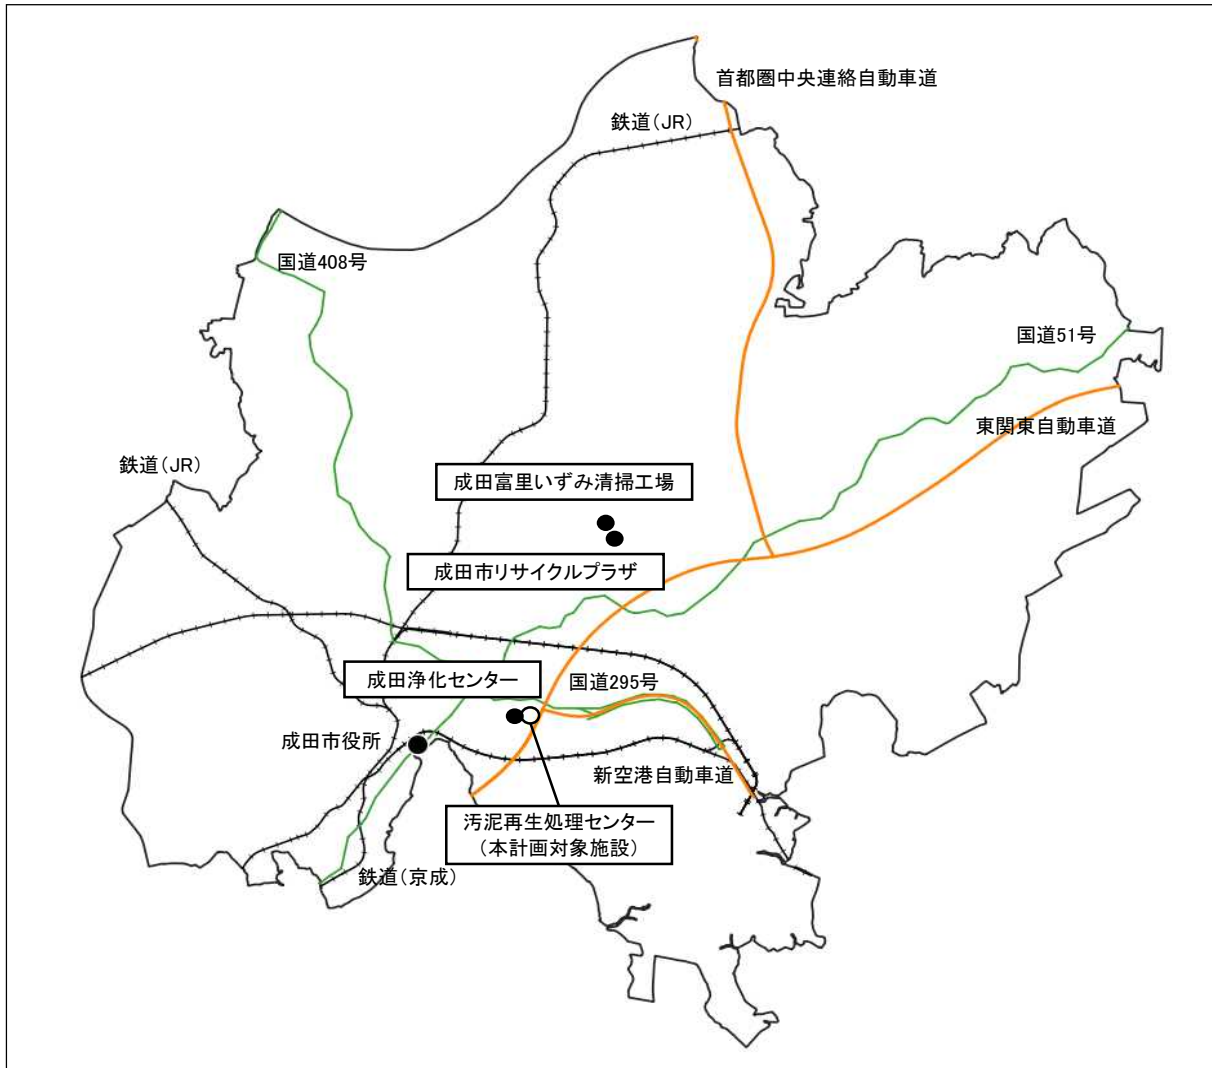 首都圏中央連絡自動車道
鉄道(JR)
国道408号
国道51号
東関東自動車道
鉄道(JR)
成田富里いずみ清掃工場
成田市リサイクルプラザ
成田浄化センター
国道295号
成田市役所
新空港自動車道
汚泥再生処理センター
(本計画対象施設)
鉄道(京成)